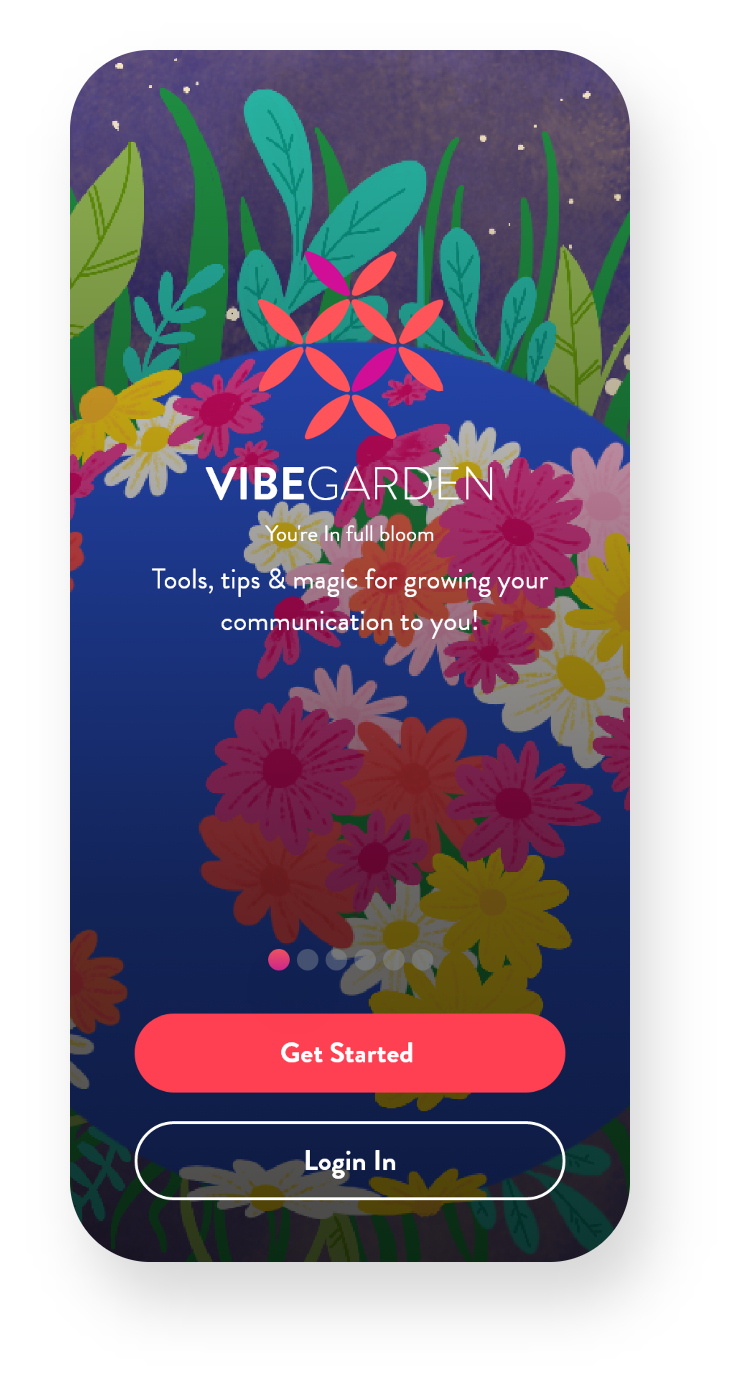 VIBEGARDEN
You're In full bloom
Tools, tips & magic for growing your
communication to you!
Get Started
Login In